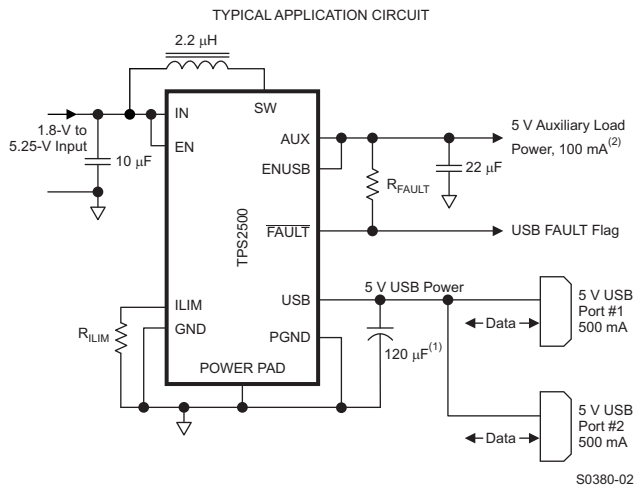 TYPICAL APPLICATION CIRCUIT
2.2 μH
SW
IN
EN
1.8-V to
5.25-V Input
10 μF
AUX
ENUSB
5 V Auxiliary Load
Power, 100 mA(2)
22 μF
RFAULT
FAULT
USB FAULT Flag
TPS2500
5 V USB Power
USB
ILIM
GND
RILIM
PGND
120 μF(1)
POWER PAD
Data
5 V USB
Port #1
500 mA
Data
5 V USB
Port #2
500 mA
S0380-02